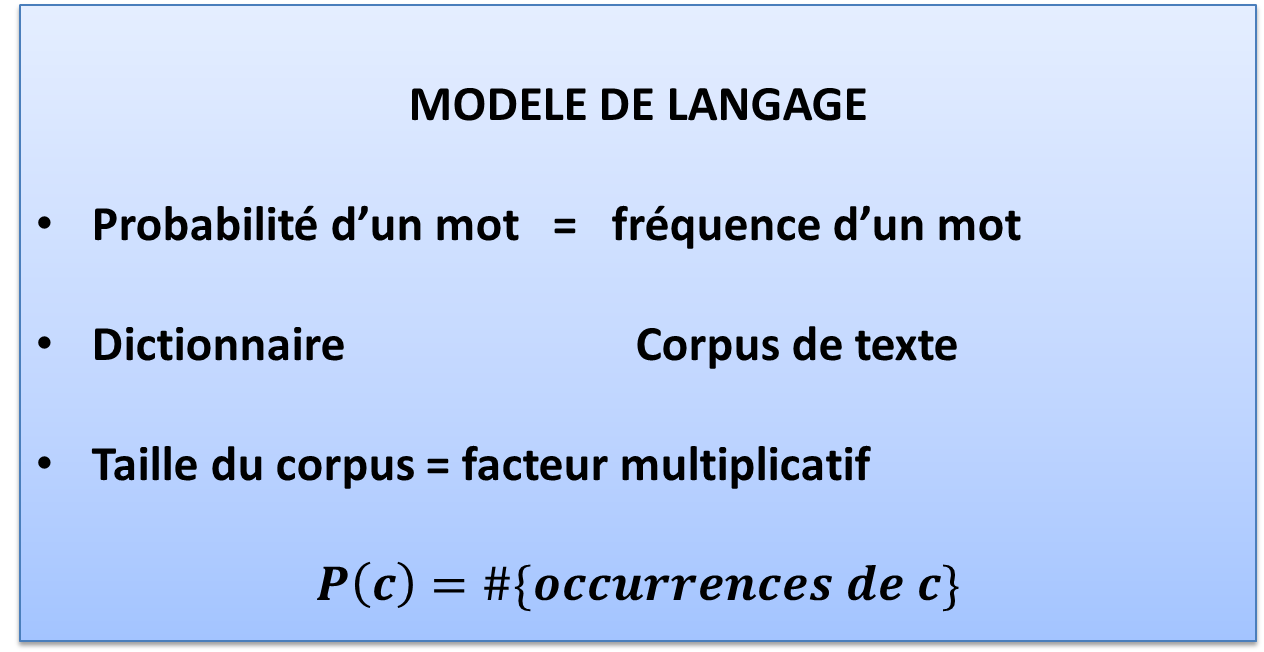 MODELE DE LANGAGE
• Probabilité d’un mot = fréquence d’un mot
• Dictionnaire Corpus de texte
• Taille du corpus = facteur multiplicatif
P(c) = #{occurrences de c}